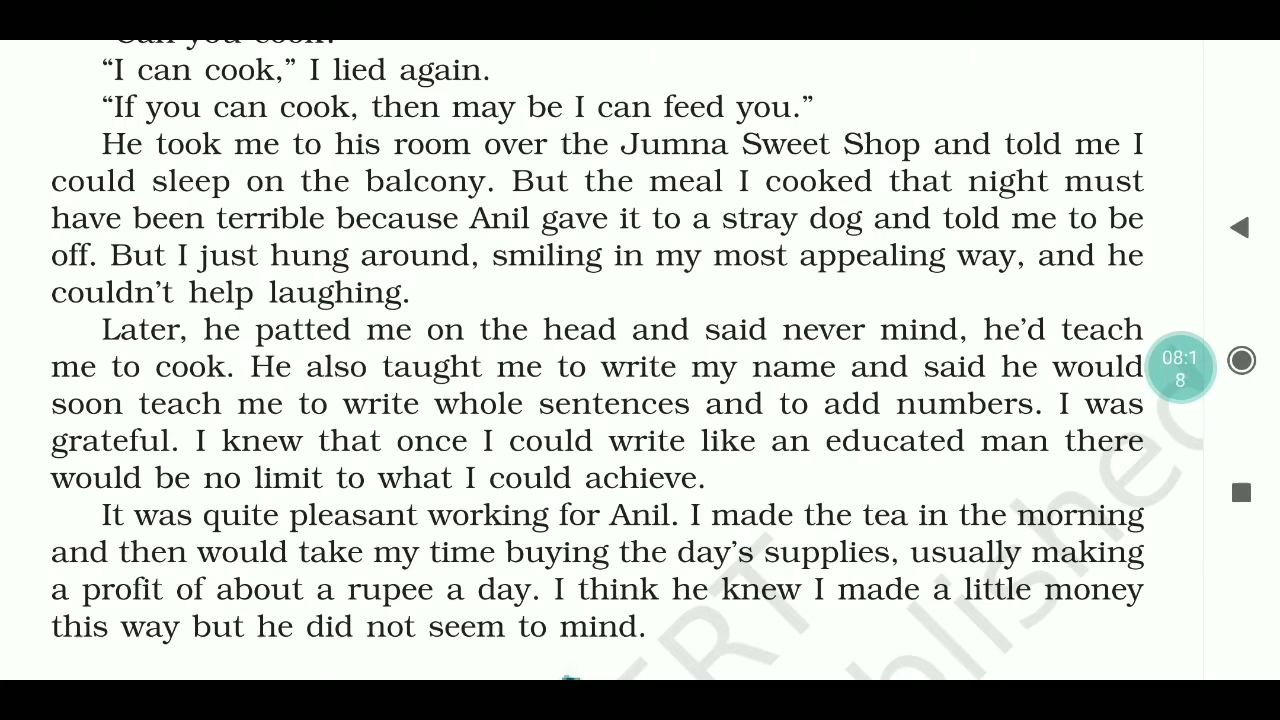 "Can you cook?"
"I can cook," I lied again.
"If you can cook, then may be I can feed you."
He took me to his room over the Jumna Sweet Shop and told me I
could sleep on the balcony. But the meal I cooked that night must
have been terrible because Anil gave it to a stray dog and told me to be
off. But I just hung around, smiling in my most appealing way, and he
couldn't help laughing.
Later, he patted me on the head and said never mind, he'd teach
me to cook. He also taught me to write my name and said he would
soon teach me to write whole sentences and to add numbers. I was
grateful. I knew that once I could write like an educated man there
would be no limit to what I could achieve.
It was quite pleasant working for Anil. I made the tea in the morning
and then would take my time buying the day's supplies, usually making
a profit of about a rupee a day. I think he knew I made a little money
this way but he did not seem to mind.
08:1
8